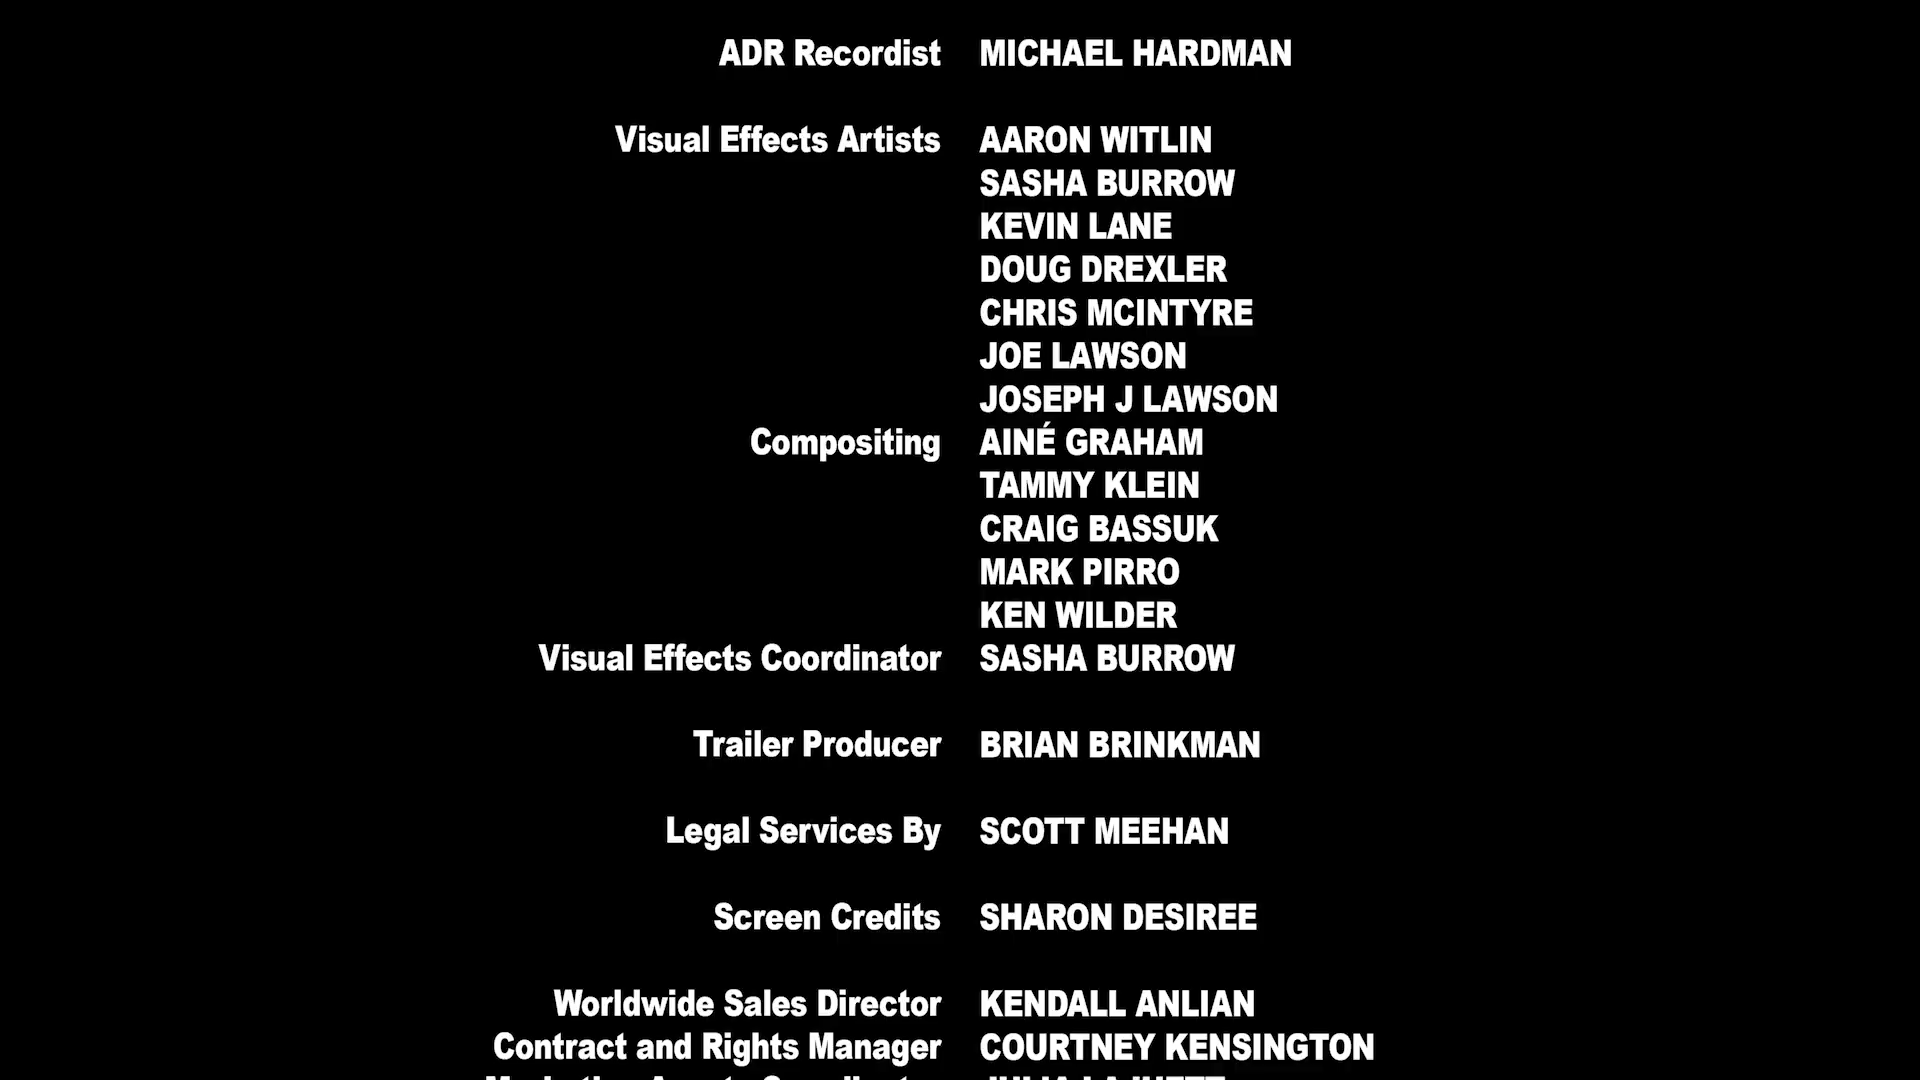 ADR Recordist MICHAEL HARDMAN
Visual Effects Artists AARON WITLIN
SASHA BURROW
KEVIN LANE
DOUG DREXLER
CHRIS MCINTYRE
JOE LAWSON
JOSEPH J LAWSON
Compositing AINÉ GRAHAM
TAMMY KLEIN
CRAIG BASSUK
MARK PIRRO
KEN WILDER
Visual Effects Coordinator SASHA BURROW
Trailer Producer BRIAN BRINKMAN
Legal Services By SCOTT MEEHAN
Screen Credits SHARON DESIREE
Worldwide Sales Director KENDALL ANLIAN
Contract and Rights Manager COURTNEY KENSINGTON